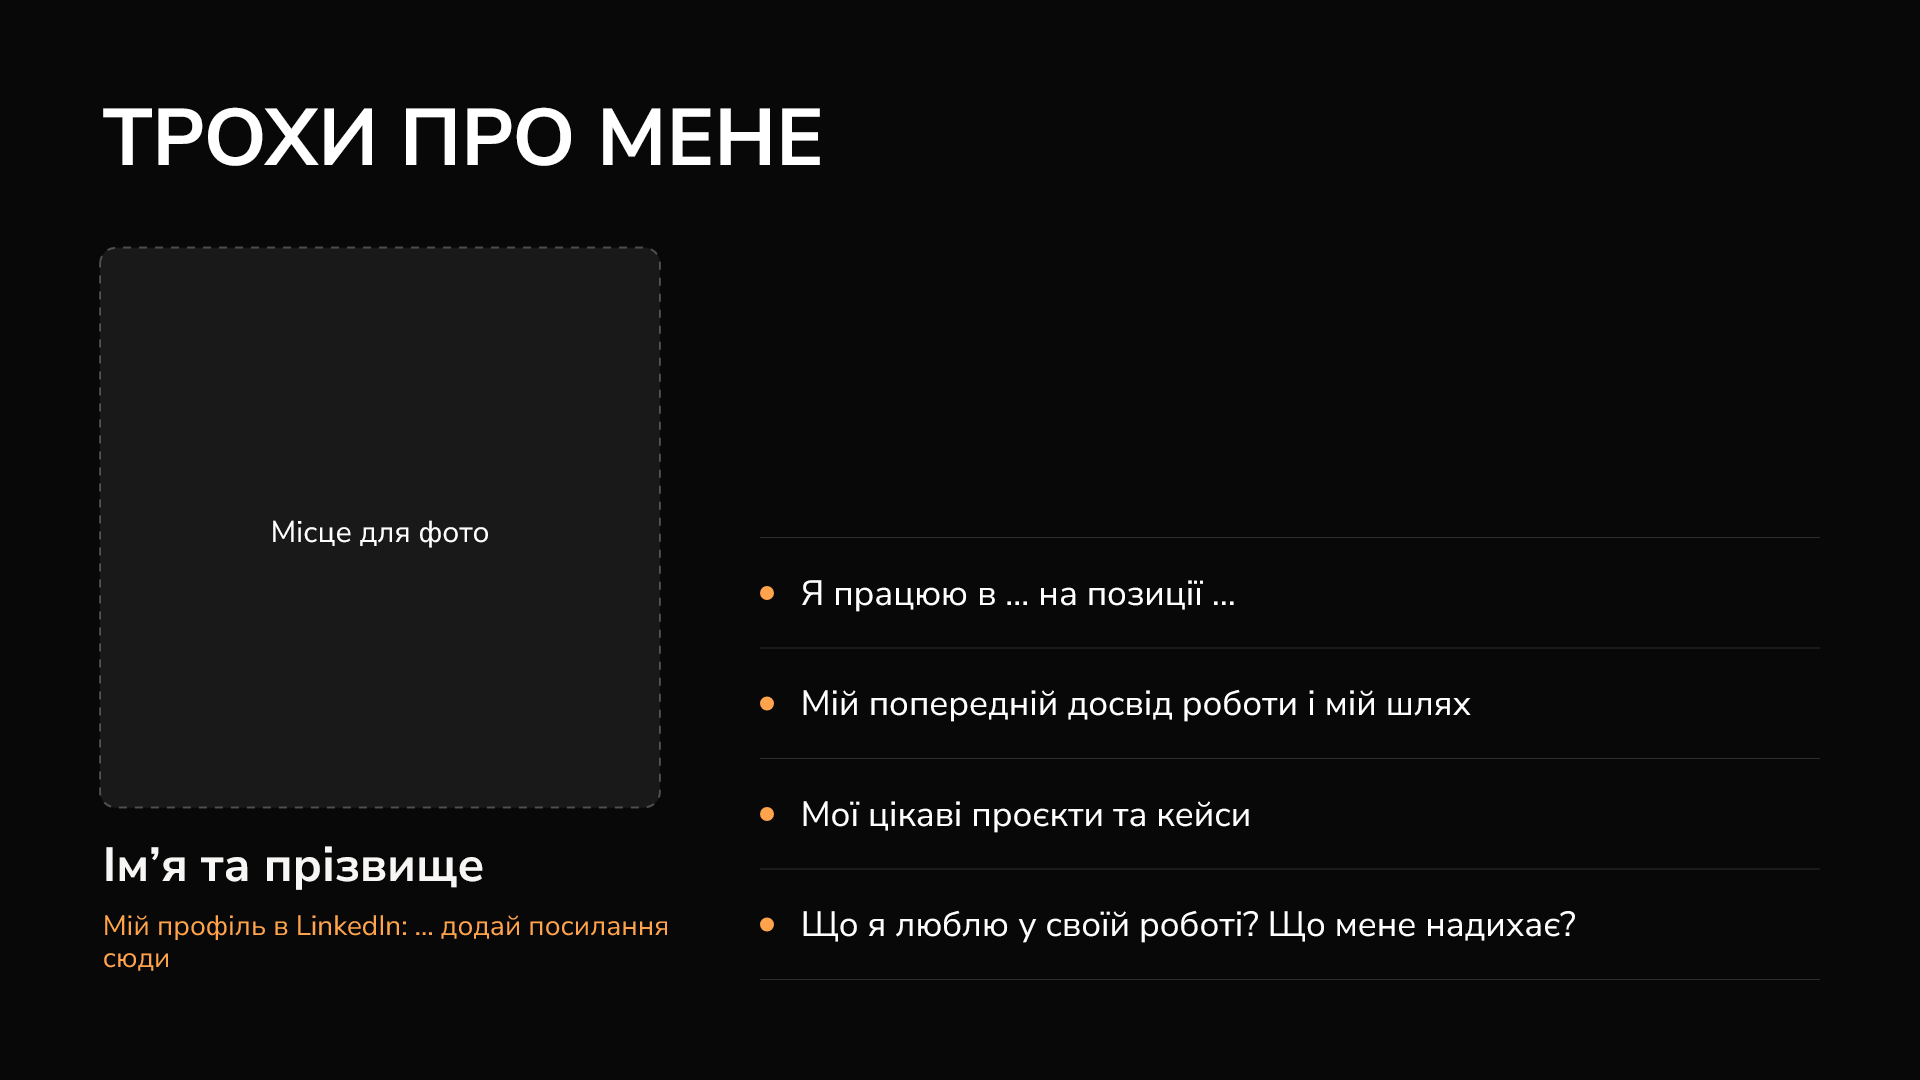 ТРОХИ ПРО МЕНЕ
Місце для фото
Ім’я та прізвище
Мій профіль в LinkedIn: ... додай посилання
сюди
Я працюю в ... на позиції ...
Мій попередній досвід роботи і мій шлях
Мої цікаві проєкти та кейси
Що я люблю у своїй роботі? Що мене надихає?